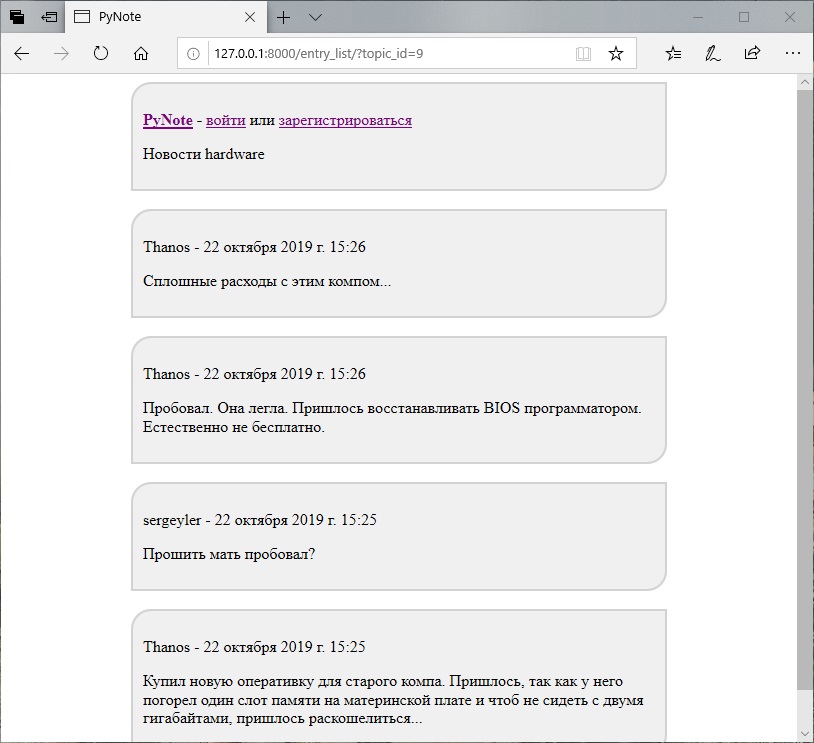 PyNote
127.0.0.1:8000/entry_list/?topic_id=9
PyNote - войти или зарегистрироваться
Новости hardware
Thanos - 22 октября 2019 г. 15:26
Сплошные расходы с этим компом...
Thanos - 22 октября 2019 г. 15:26
Пробовал. Она легла. Пришлось восстанавливать BIOS программатором.
Естественно не бесплатно.
sergeyler - 22 октября 2019 г. 15:25
Прошить мать пробовал?
Thanos - 22 октября 2019 г. 15:25
Купил новую оперативку для старого компа. Пришлось, так как у него
погорел один слот памяти на материнской плате и чтоб не сидеть с двумя
гигабайтами, пришлось раскошелиться...